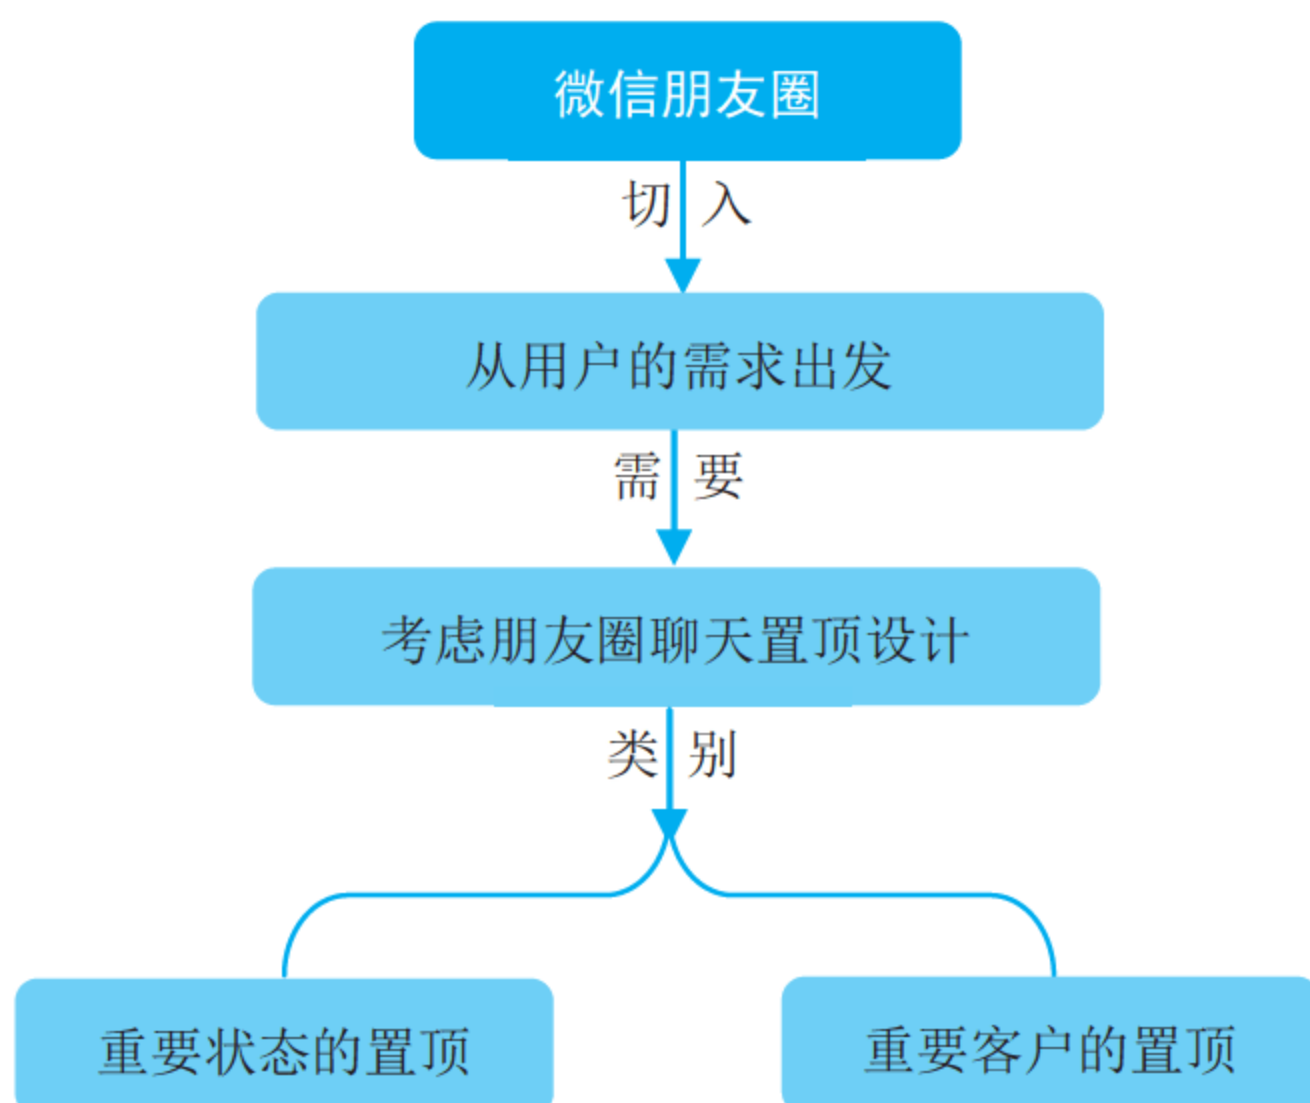 微信朋友圈
切入
从用户的需求出发
需要
考虑朋友圈聊天置顶设计
类别
重要状态的置顶
重要客户的置顶